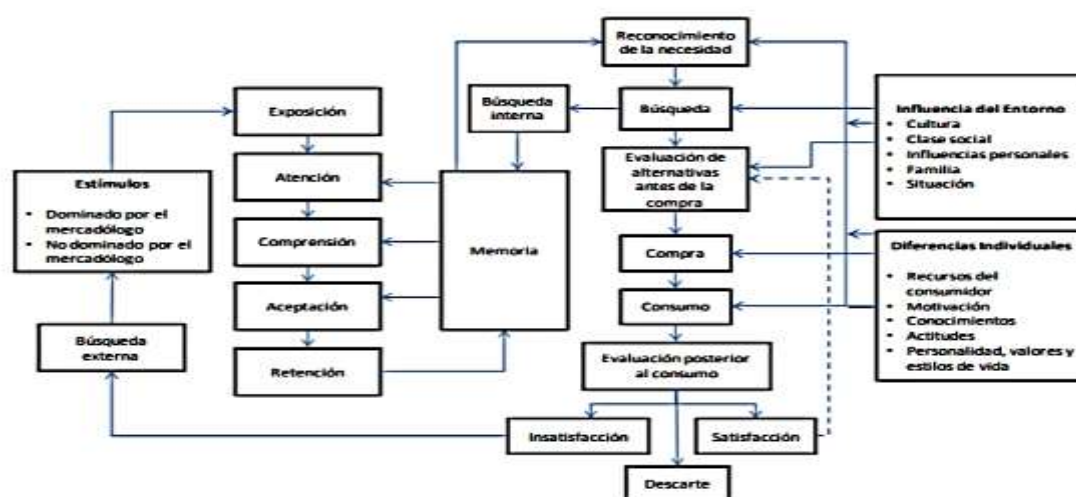 Reconocimiento
de la necesidad
Exposición
Búsqueda
interna
Búsqueda
Influencia del Entorno
• Cultura
• Clase social
• Influencias personales
• Familia
• Situación
Estímulos
• Dominado por el
mercadólogo
• No dominado por el
mercadólogo
Atención
Evaluación de
alternativas
antes de la
compra
Comprensión
Memoria
Compra
Diferencias Individuales
• Recursos del
consumidor
• Motivación
• Conocimientos
• Actitudes
• Personalidad, valores y
estilos de vida
Aceptación
Consumo
Búsqueda
externa
Retención
Evaluación posterior
al consumo
Insatisfacción
Satisfacción
Descarte